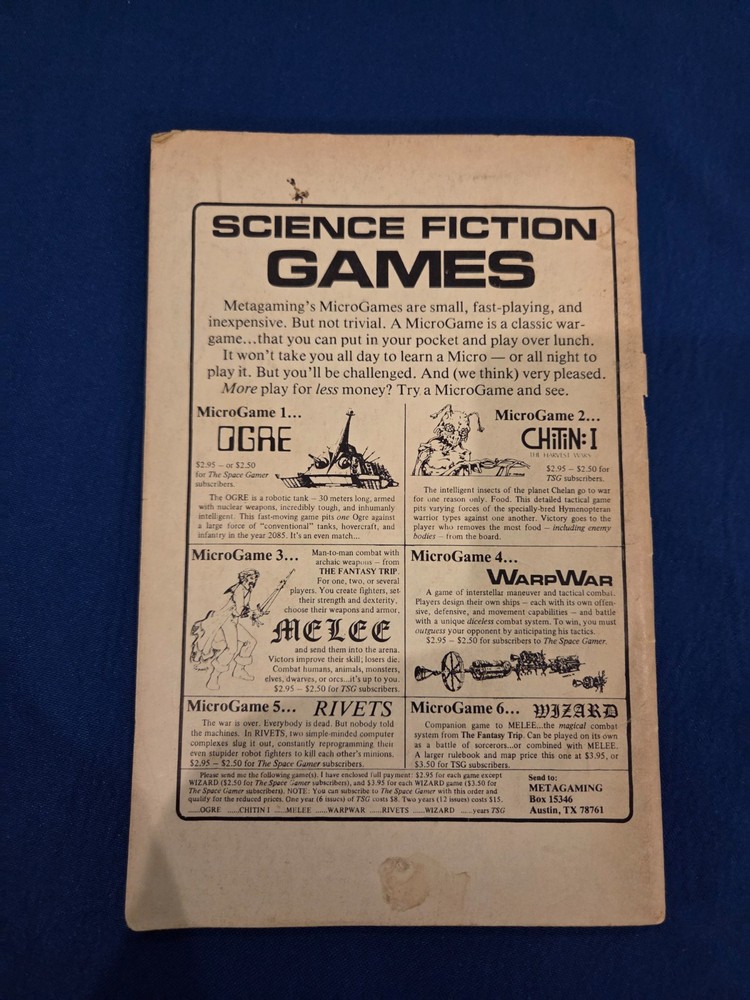 SCIENCE FICTION
GAMES
Metagaming's MicroGames are small, fast-playing, and
inexpensive. But not trivial. A MicroGame is a classic war-
game...that you can put in your pocket and play over lunch.
It won't take you all day to learn a Micro — or all night to
play it. But you'll be challenged. And (we think) very pleased.
More play for less money? Try a MicroGame and see.
MicroGame 1...
OGRE
$2.95 — or $2.50
for The Space Gamer
subscribers.
The OGRE is a robotic tank — 30 meters long, armed
with nuclear weapons, incredibly tough, and inhumanly
intelligent. This fast-moving game pits one Ogre against
a large force of "conventional" tanks, hovercraft, and
infantry in the year 2085. It's an even match...
MicroGame 2...
CHITIN: I
THE HARVEST WARS
$2.95 — $2.50 for
TSG subscribers.
The intelligent insects of the planet Chelan go to war
for one reason only. Food. This detailed tactical game
pits varying forces of the specially-bred Hymenopteran
warrior types against one another. Victory goes to the
player who removes the most food — including enemy
bodies — from the board.
MicroGame 3...
Man-to-man combat with
archaic weapons — from
THE FANTASY TRIP.
For one, two, or several
players. You create fighters, set
their strength and dexterity,
choose their weapons and armor,
MELEE
and send them into the arena.
Victors improve their skill; losers die.
Combat humans, animals, monsters,
elves, dwarves, or orcs...it's up to you.
$2.95 — $2.50 for TSG subscribers.
MicroGame 4...
WARPWAR
A game of interstellar maneuver and tactical combat.
Players design their own ships — each with its own offen-
sive, defensive, and movement capabilities — and battle
with a unique diceless combat system. To win, you must
outguess your opponent by anticipating his tactics.
$2.95 — $2.50 for subscribers to The Space Gamer.
MicroGame 5... RIVETS
The war is over. Everybody is dead. But nobody told
the machines. In RIVETS, two simple-minded computer
complexes slug it out, constantly reprogramming their
even stupider robot fighters to kill each other's minions.
$2.95 — $2.50 for The Space Gamer subscribers.
MicroGame 6... WIZARD
Companion game to MELEE...the magical combat
system from The Fantasy Trip. Can be played on its own
as a battle of sorcerors...or combined with MELEE.
A larger rulebook and map price this one at $3.95, or
$3.50 for TSG subscribers.
Please send me the following game(s). I have enclosed full payment: $2.95 for each game except
WIZARD ($2.50 for The Space Gamer subscribers), and $3.95 for each WIZARD game ($3.50 for
The Space Gamer subscribers). NOTE: You can subscribe to The Space Gamer with this order and
qualify for the reduced prices. One year (6 issues) of TSG costs $8. Two years (12 issues) costs $15.
.....OGRE .....CHITIN I .....MELEE .....WARPWAR .....RIVETS .....WIZARD .....years TSG
Send to:
METAGAMING
Box 15346
Austin, TX 78761